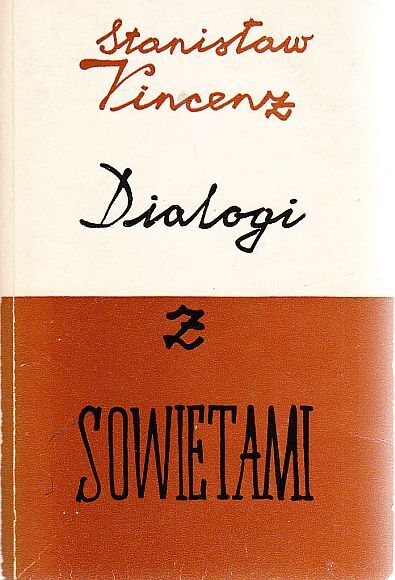 Stanisław
Vincenz
Dialogi
z
SOWIETAMI